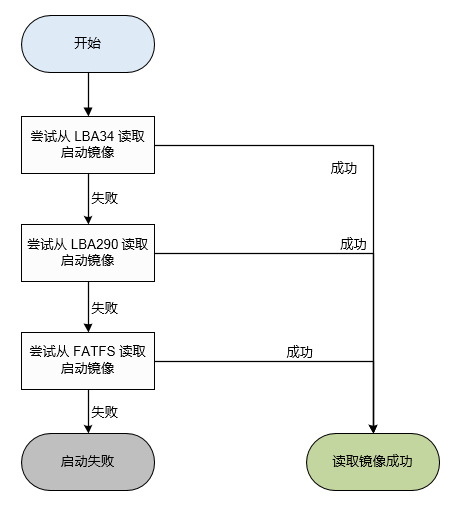 开始
尝试从 LBA34 读取
启动镜像
成功
失败
尝试从 LBA290 读取
启动镜像
成功
失败
尝试从 FATFS 读取
启动镜像
成功
失败
启动失败
读取镜像成功